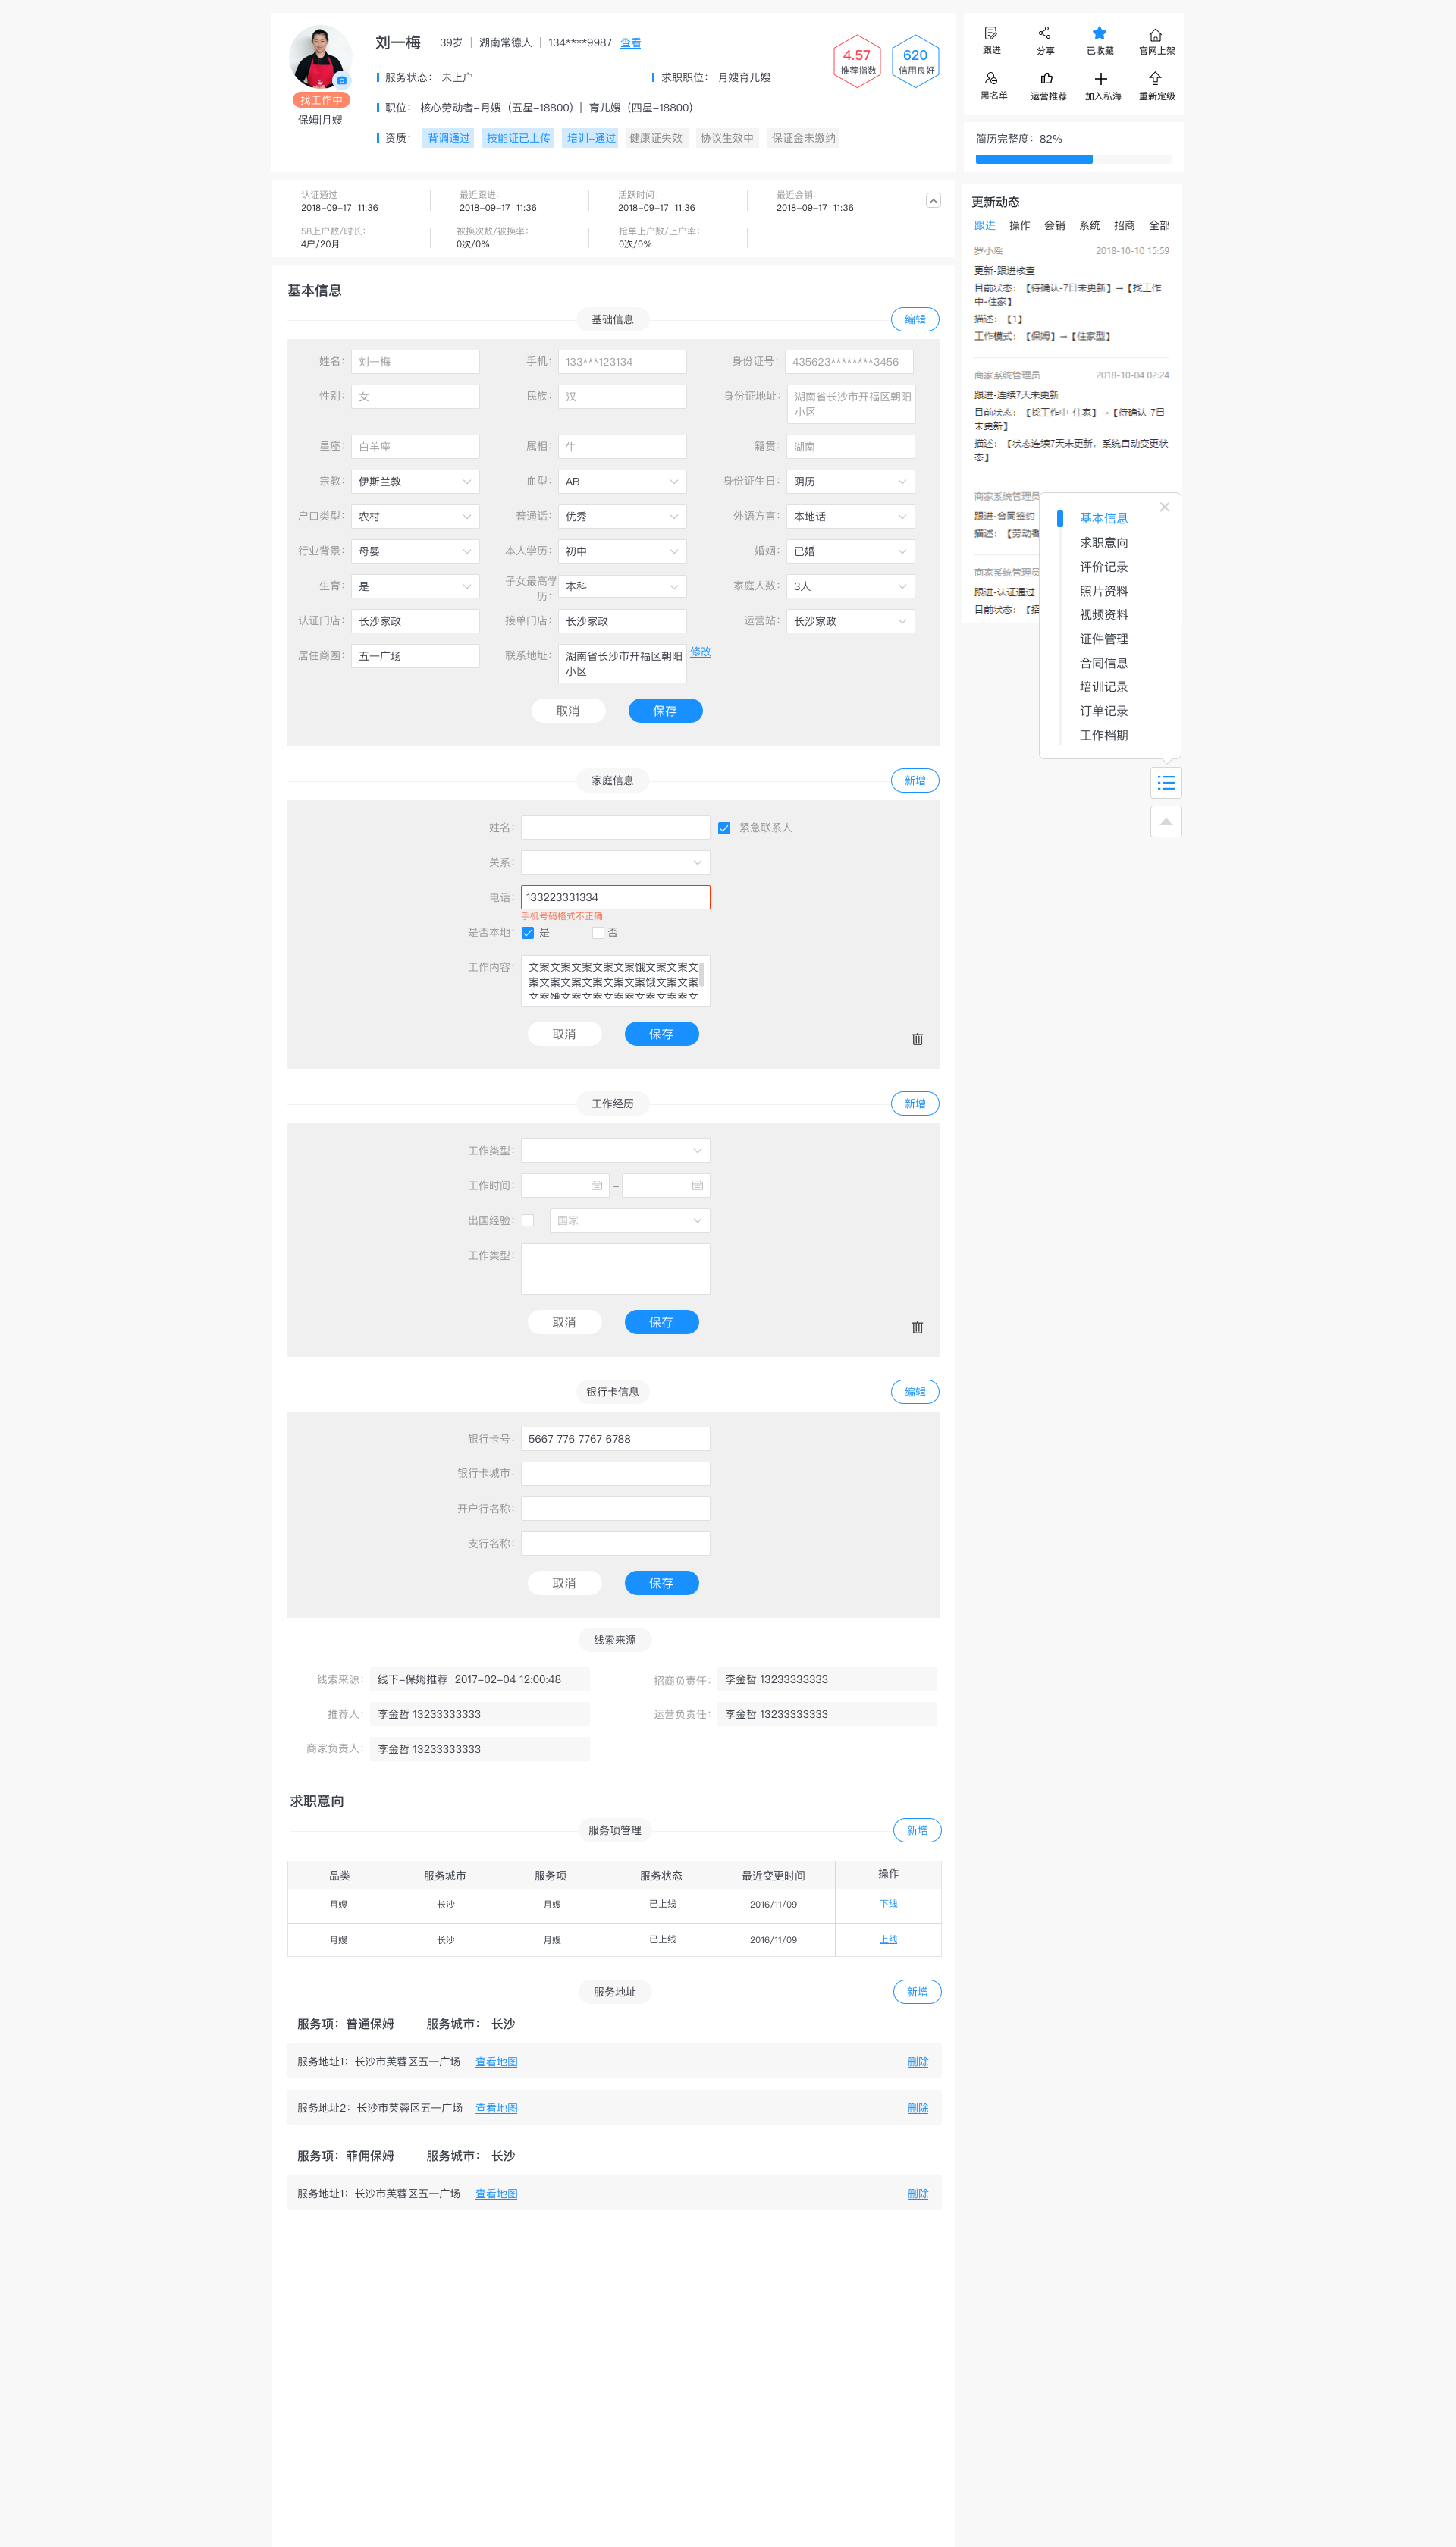 刘一梅 39岁 | 湖南常德人 | 134****9987 查看
找工作中
保姆|月嫂
服务状态： 未上户 求职职位： 月嫂育儿嫂
职位： 核心劳动者-月嫂（五星-18800）| 育儿嫂（四星-18800）
资质： 背调通过 技能证已上传 培训-通过 健康证失效 协议生效中 保证金未缴纳
4.57
推荐指数
620
信用良好
跟进 分享 已收藏 官网上架
黑名单 运营推荐 加入私海 重新定级
简历完整度：82%
认证通过： 最近跟进： 活跃时间： 最近会销：
2018-09-17 11:36 2018-09-17 11:36 2018-09-17 11:36 2018-09-17 11:36
58上户数/时长： 被换次数/被换率： 抢单上户数/上户率：
4户/20月 0次/0% 0次/0%
更新动态
跟进 操作 会销 系统 招商 全部
罗小瑶 2018-10-10 15:59
更新-跟进核查
目前状态：【待确认-7日未更新】→【找工作
中-住家】
描述：【1】
工作模式：【保姆】→【住家型】
商家系统管理员 2018-10-04 02:24
跟进-连续7天未更新
目前状态：【找工作中-住家】→【待确认-7日
未更新】
描述：【状态连续7天未更新，系统自动变更状
态】
商家系统管理员
跟进-合同签约
描述：【劳动者
商家系统管理员
跟进-认证通过
目前状态：【招
基本信息
求职意向
评价记录
照片资料
视频资料
证件管理
合同信息
培训记录
订单记录
工作档期
基本信息
基础信息 编辑
姓名： 刘一梅 手机： 133***123134 身份证号： 435623********3456
性别： 女 民族： 汉 身份证地址： 湖南省长沙市开福区朝阳
小区
星座： 白羊座 属相： 牛 籍贯： 湖南
宗教： 伊斯兰教 血型： AB 身份证生日： 阴历
户口类型： 农村 普通话： 优秀 外语方言： 本地话
行业背景： 母婴 本人学历： 初中 婚姻： 已婚
生育： 是 子女最高学
历： 本科 家庭人数： 3人
认证门店： 长沙家政 接单门店： 长沙家政 运营站： 长沙家政
居住商圈： 五一广场 联系地址： 湖南省长沙市开福区朝阳 修改
小区
取消 保存
家庭信息 新增
姓名： 紧急联系人
关系：
电话： 133223331334
手机号码格式不正确
是否本地： 是 否
工作内容： 文案文案文案文案文案饿文案文案文
案文案文案文案文案文案饿文案文案
文案饿文案文案文案案文案文案案文
取消 保存
工作经历 新增
工作类型：
工作时间： -
出国经验： 国家
工作类型：
取消 保存
银行卡信息 编辑
银行卡号： 5667 776 7767 6788
银行卡城市：
开户行名称：
支行名称：
取消 保存
线索来源
线索来源： 线下-保姆推荐 2017-02-04 12:00:48 招商负责任： 李金哲 13233333333
推荐人： 李金哲 13233333333 运营负责任： 李金哲 13233333333
商家负责人： 李金哲 13233333333
求职意向
服务项管理 新增
品类 服务城市 服务项 服务状态 最近变更时间 操作
月嫂 长沙 月嫂 已上线 2016/11/09 下线
月嫂 长沙 月嫂 已上线 2016/11/09 上线
服务地址 新增
服务项：普通保姆 服务城市： 长沙
服务地址1：长沙市芙蓉区五一广场 查看地图 删除
服务地址2：长沙市芙蓉区五一广场 查看地图 删除
服务项：菲佣保姆 服务城市： 长沙
服务地址1：长沙市芙蓉区五一广场 查看地图 删除